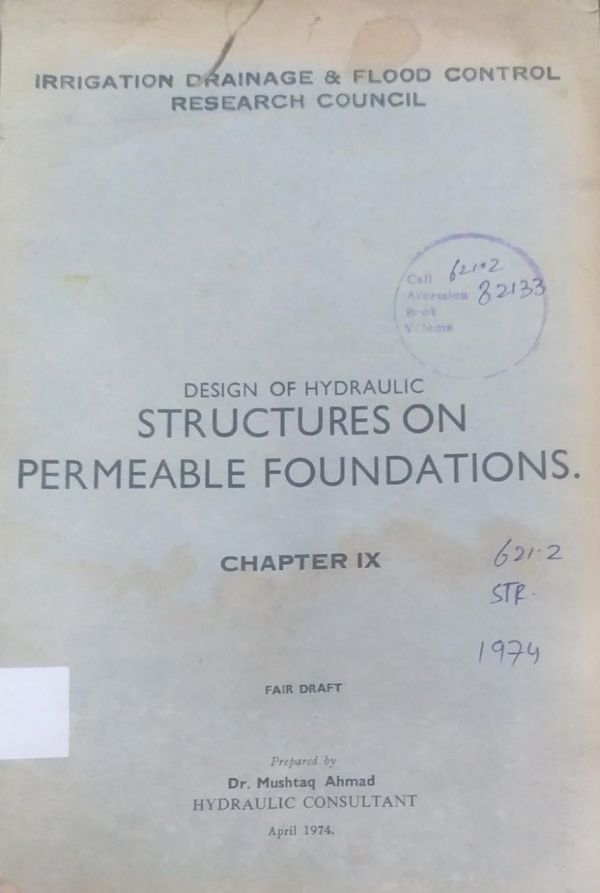 IRRIGATION DRAINAGE & FLOOD CONTROL
RESEARCH COUNCIL
Call 621.2
Accession 82133
Book
Volume
DESIGN OF HYDRAULIC
STRUCTURES ON
PERMEABLE FOUNDATIONS.
CHAPTER IX
621.2
STR.
1974
FAIR DRAFT
Prepared by
Dr. Mushtaq Ahmad
HYDRAULIC CONSULTANT
April 1974.